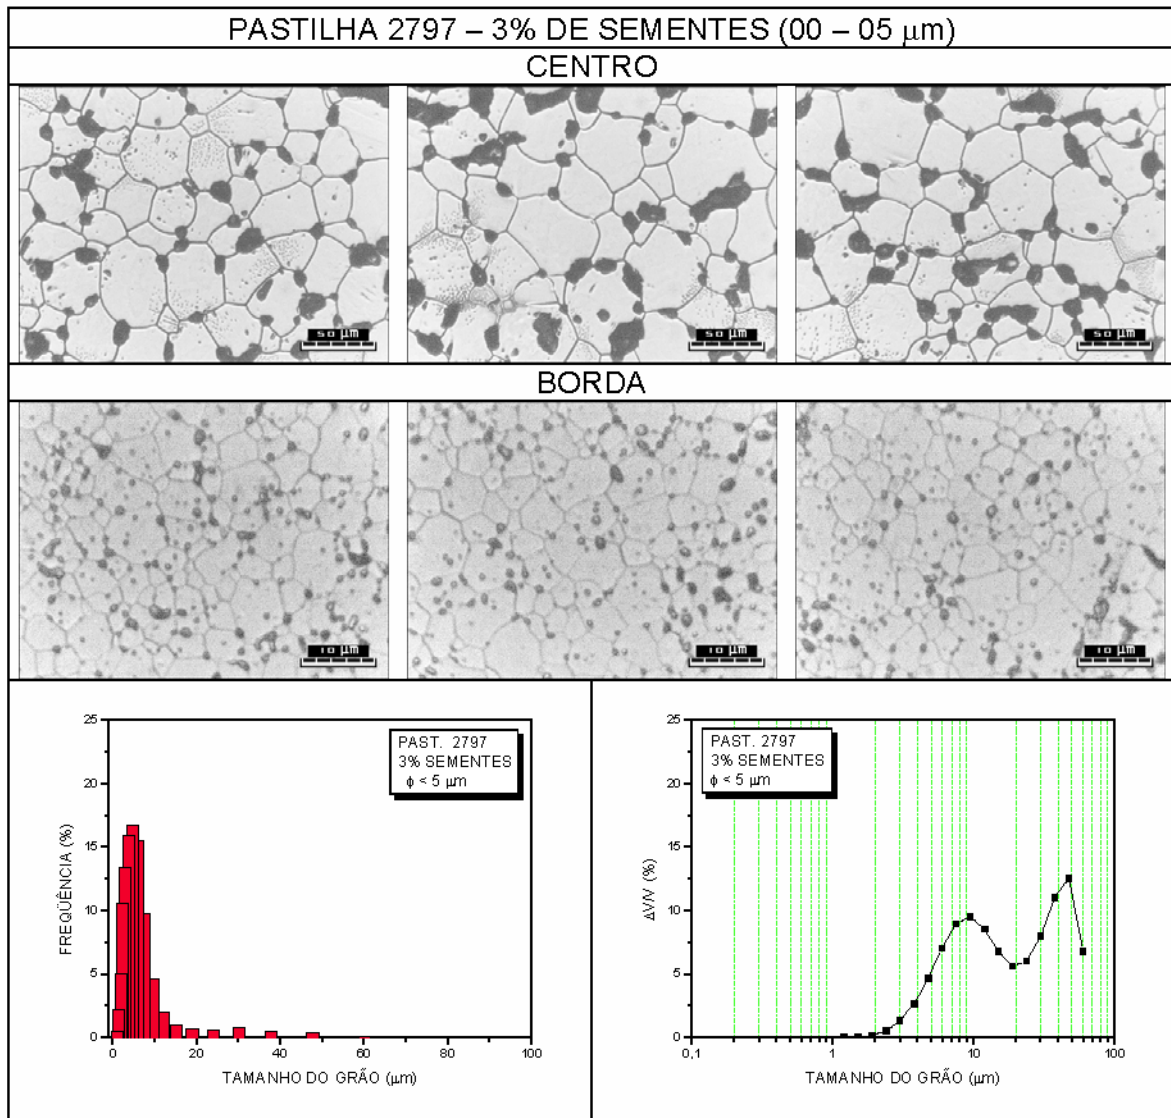 PASTILHA 2797 – 3% DE SEMENTES (00 – 05 μm)
CENTRO
50 μm
50 μm
50 μm
BORDA
10 μm
10 μm
10 μm
25
20
15
10
5
0
FREQÜÊNCIA (%)
PAST. 2797
3% SEMENTES
ϕ < 5 μm
0 20 40 60 80 100
TAMANHO DO GRÃO (μm)
25
20
15
10
5
0
ΔV/V (%)
PAST. 2797
3% SEMENTES
ϕ < 5 μm
0,1 1 10 100
TAMANHO DO GRÃO (μm)